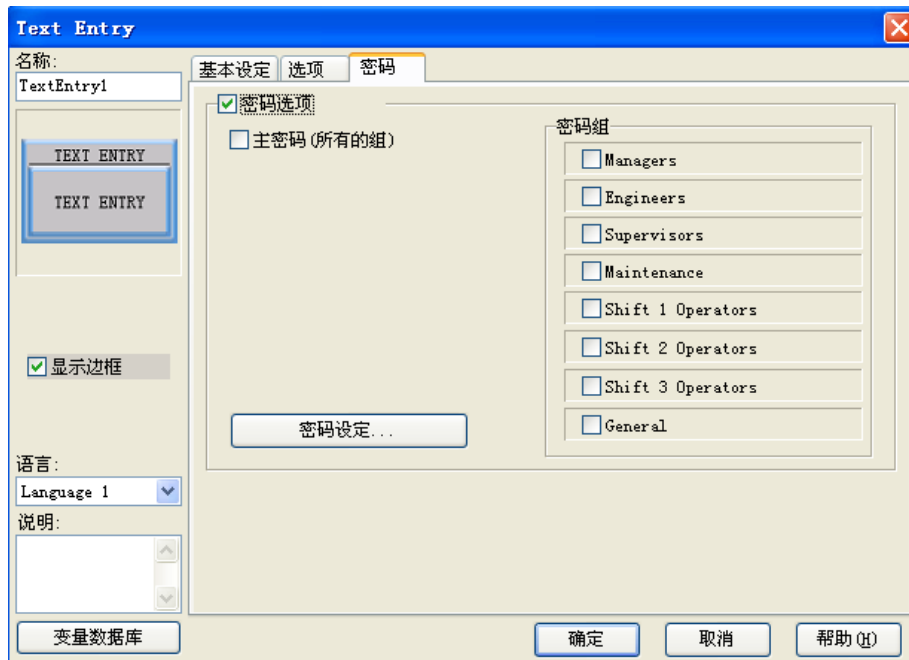 Text Entry
名称:
TextEntry1
TEXT ENTRY
TEXT ENTRY
显示边框
语言:
Language 1
说明:
变量数据库
基本设定 选项 密码
密码选项
主密码(所有的组)
密码设定...
密码组
Managers
Engineers
Supervisors
Maintenance
Shift 1 Operators
Shift 2 Operators
Shift 3 Operators
General
确定 取消 帮助(H)